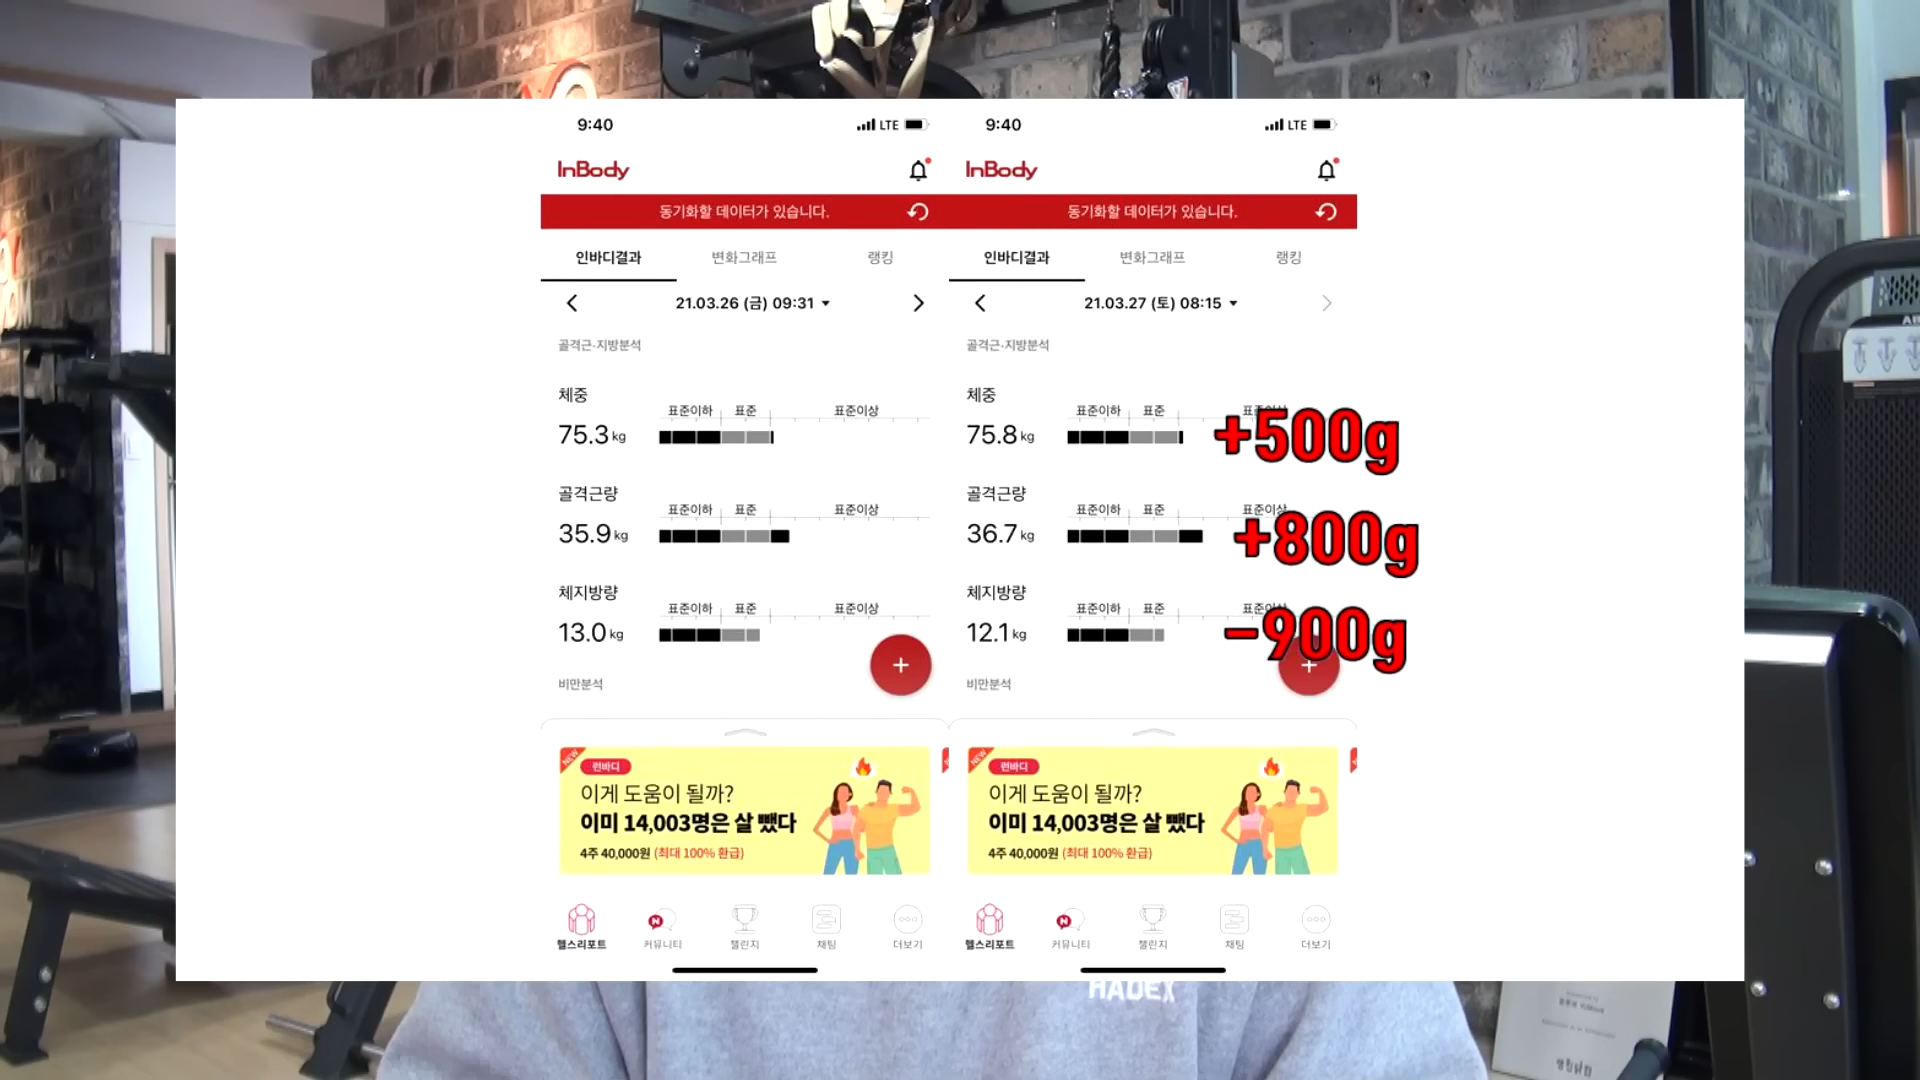 9:40
LTE
InBody
동기화할 데이터가 있습니다.
인바디결과 변화그래프 랭킹
21.03.26 (금) 09:31
골격근·지방분석
체중
표준이하 표준 표준이상
75.3 kg
골격근량
표준이하 표준 표준이상
35.9 kg
체지방량
표준이하 표준 표준이상
13.0 kg
+
비만분석
NEW
런바디
이게 도움이 될까?
이미 14,003명은 살 뺐다
4주 40,000원 (최대 100% 환급)
N
헬스리포트 커뮤니티 챌린지 채팅 더보기
9:40
LTE
InBody
동기화할 데이터가 있습니다.
인바디결과 변화그래프 랭킹
21.03.27 (토) 08:15
골격근·지방분석
체중
표준이하 표준 표준이상
75.8 kg
+500g
골격근량
표준이하 표준 표준이상
36.7 kg
+800g
체지방량
표준이하 표준 표준이상
12.1 kg
-900g
+
비만분석
NEW
런바디
이게 도움이 될까?
이미 14,003명은 살 뺐다
4주 40,000원 (최대 100% 환급)
N
헬스리포트 커뮤니티 챌린지 채팅 더보기